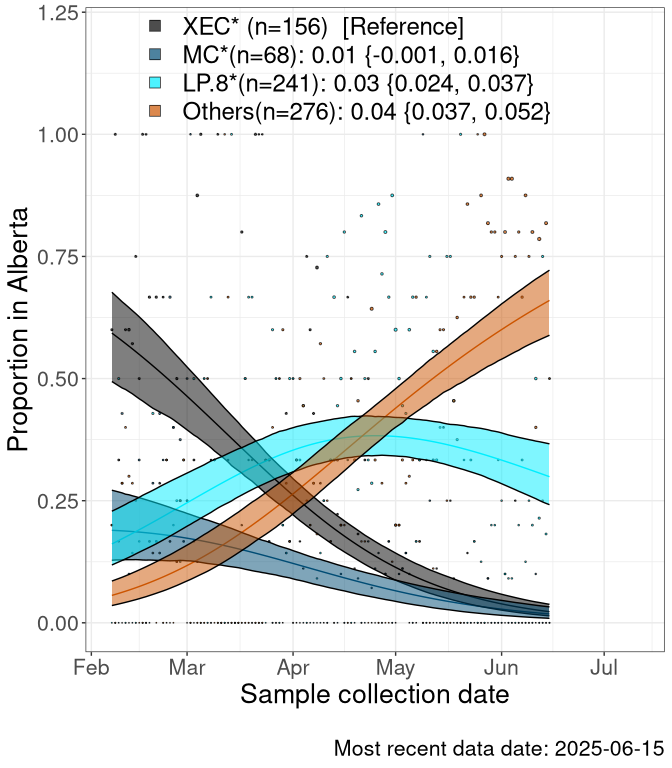 XEC* (n=156)  [Reference]
MC*(n=68): 0.01 {-0.001, 0.016}
LP.8*(n=241): 0.03 {0.024, 0.037}
Others(n=276): 0.04 {0.037, 0.052}
1.25
1.00
0.75
0.50
0.25
0.00
Proportion in Alberta
Feb Mar Apr May Jun Jul
Sample collection date
Most recent data date: 2025-06-15